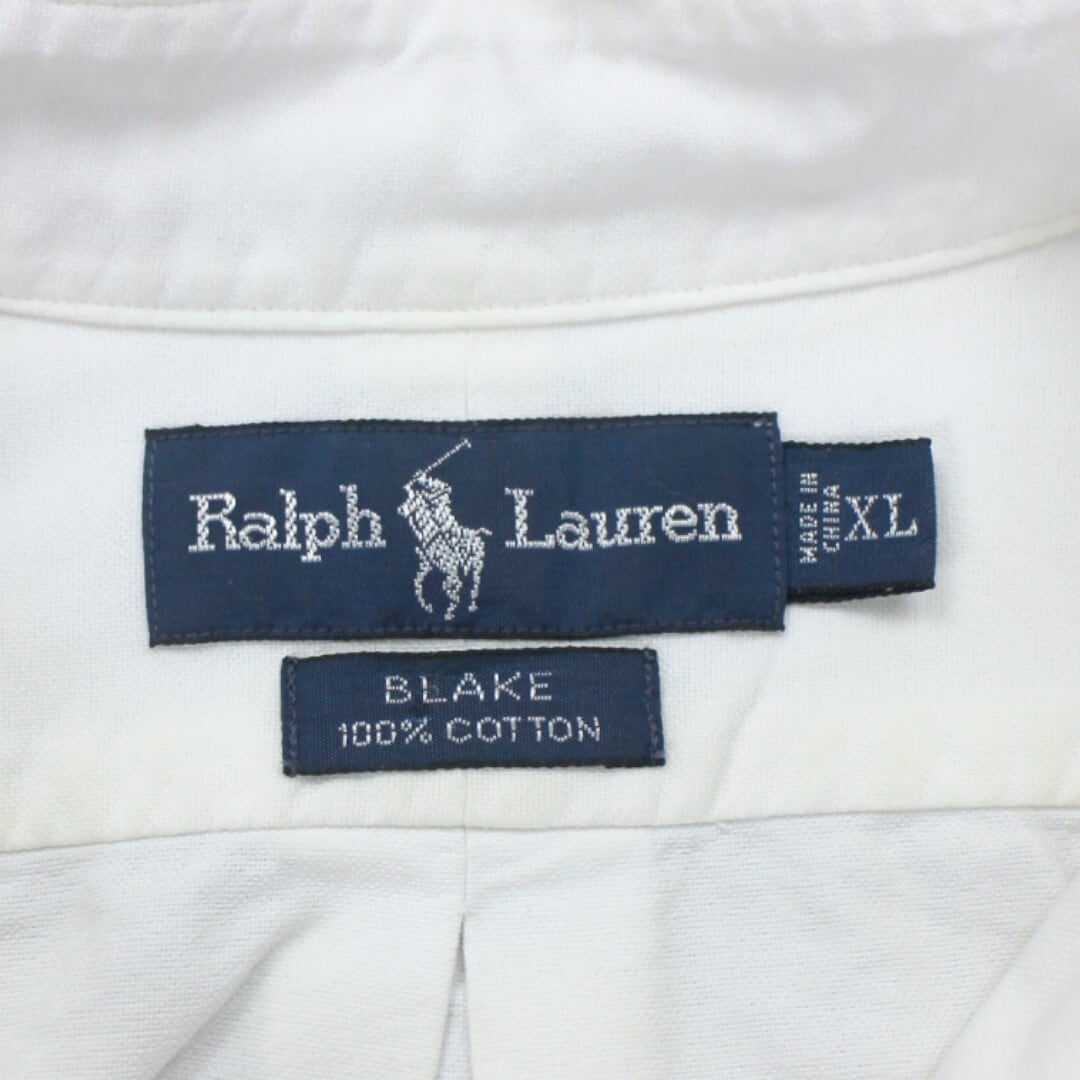 Ralph Lauren
MADE IN
CHINA
XL
BLAKE
100% COTTON